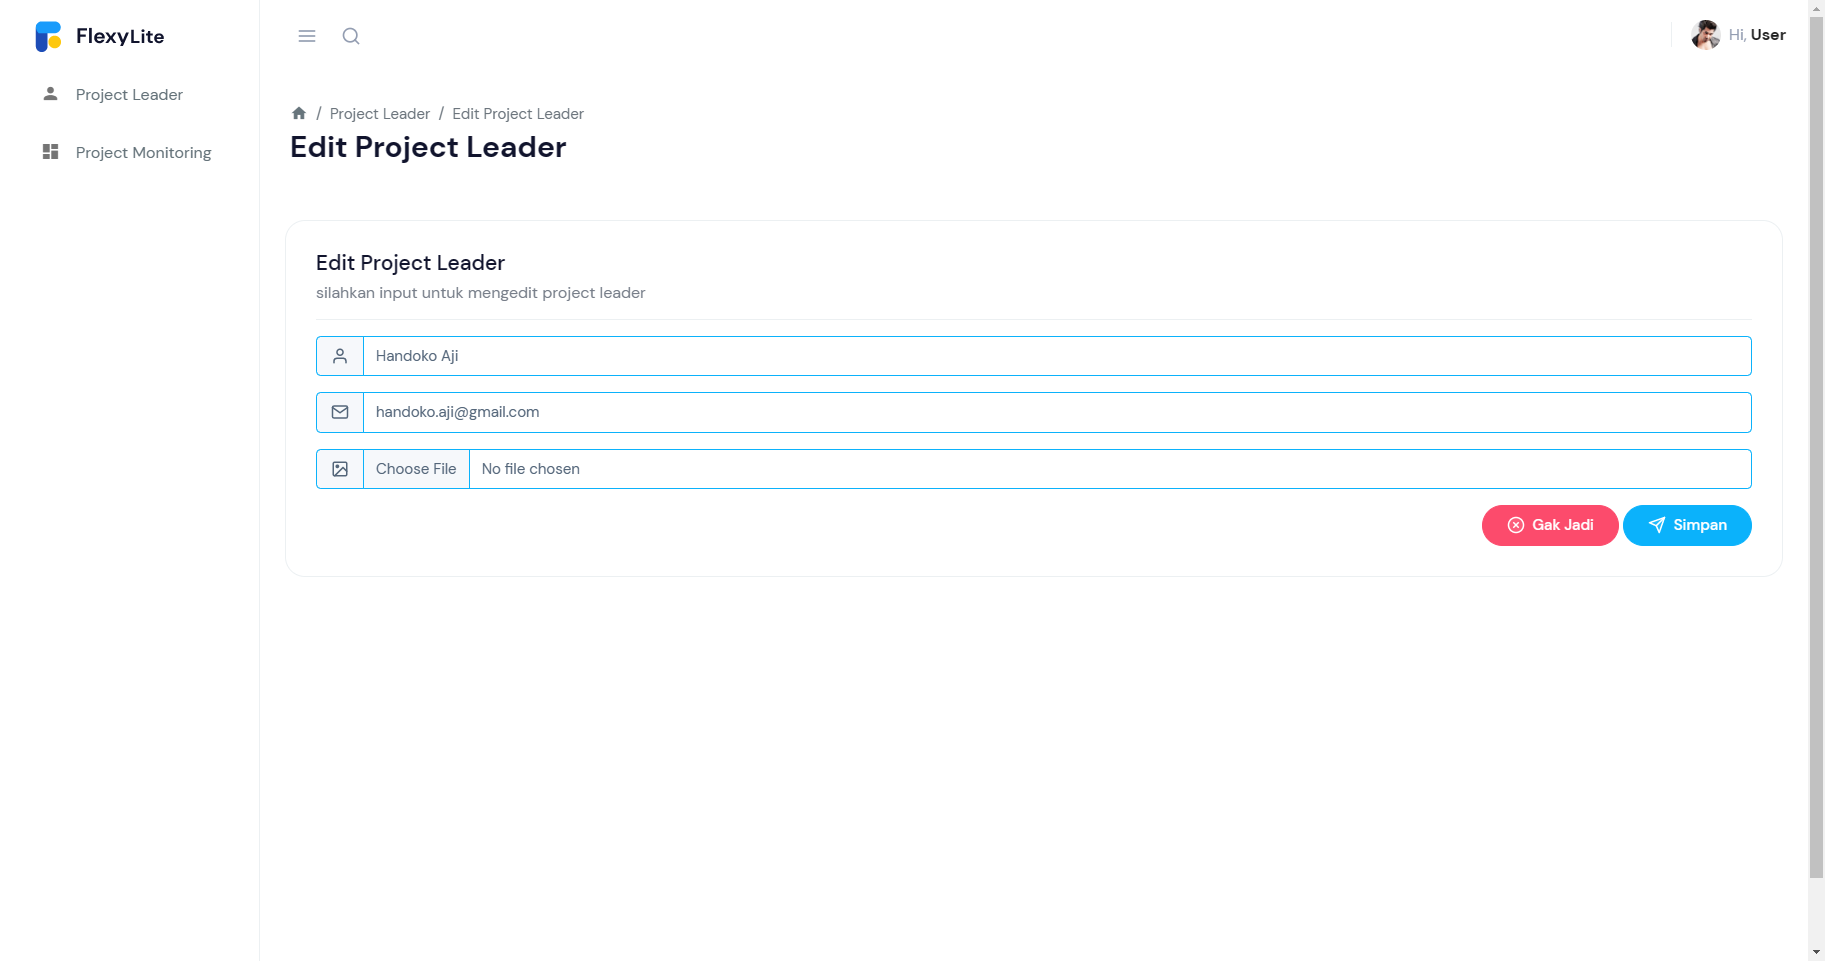 FlexyLite
Hi, User
Project Leader
Project Monitoring
/ Project Leader / Edit Project Leader
Edit Project Leader
Edit Project Leader
silahkan input untuk mengedit project leader
Handoko Aji
handoko.aji@gmail.com
Choose File No file chosen
Gak Jadi Simpan